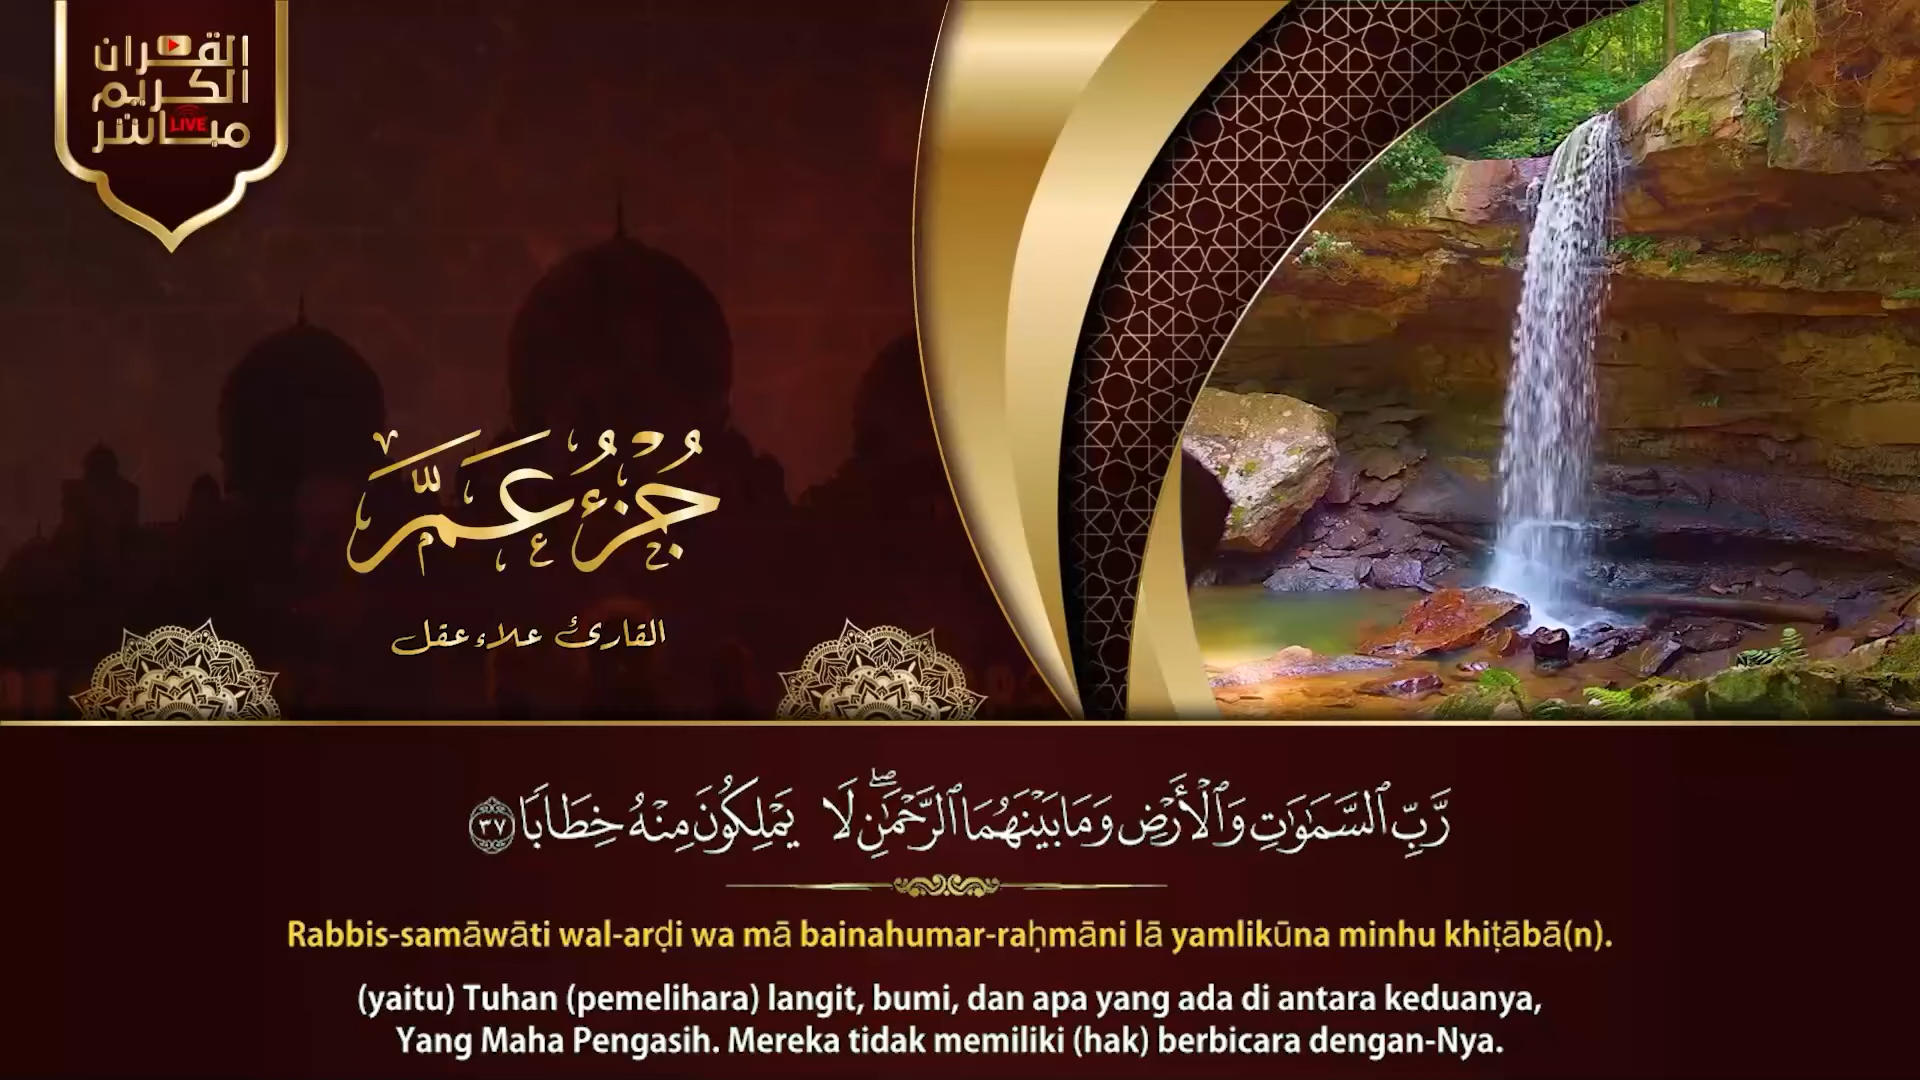 القرآن
الكريم
مباشر
LIVE
جُزْءُ عَمَّ
القارئ علاء عقل
رَّبِّ ٱلسَّمَٰوَٰتِ وَٱلْأَرْضِ وَمَا بَيْنَهُمَا ٱلرَّحْمَٰنِ ۖ لَا يَمْلِكُونَ مِنْهُ خِطَابًا ٣٧
Rabbis-samāwāti wal-arḍi wa mā bainahumar-raḥmāni lā yamlikūna minhu khiṭābā(n).
(yaitu) Tuhan (pemelihara) langit, bumi, dan apa yang ada di antara keduanya,
Yang Maha Pengasih. Mereka tidak memiliki (hak) berbicara dengan-Nya.